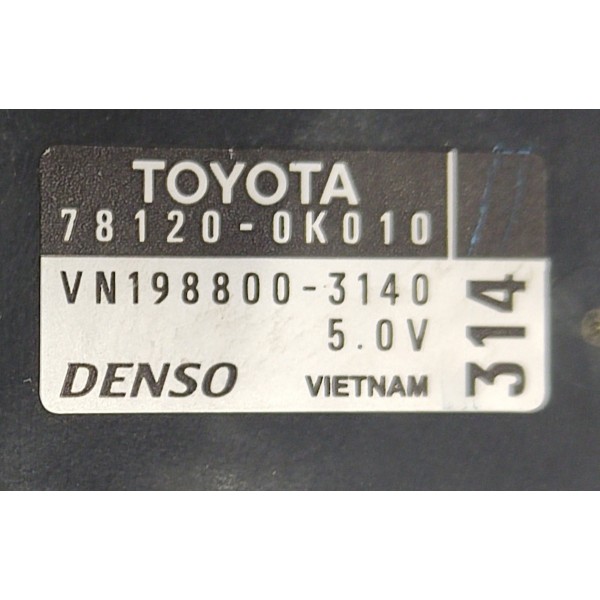 TOYOTA
78120-0K010
VN198800-3140
5.0V
DENSO VIETNAM
314